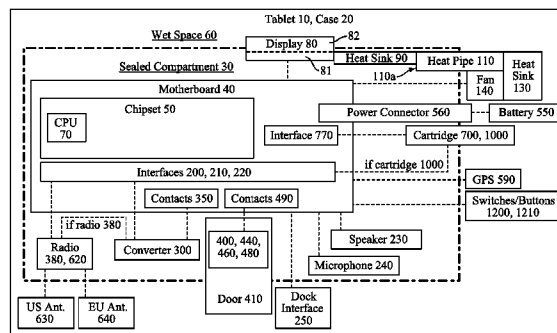 Tablet 10, Case 20
Wet Space 60
Display 80
82
81
Heat Sink 90
Heat Pipe 110
110a
Heat
Sink
130
Fan
140
Sealed Compartment 30
Motherboard 40
Chipset 50
CPU
70
Power Connector 560
Battery 550
Interface 770
Cartridge 700, 1000
if cartridge 1000
Interfaces 200, 210, 220
GPS 590
Contacts 350
Contacts 490
Switches/Buttons
1200, 1210
if radio 380
Radio
380, 620
Converter 300
400, 440,
460, 480
Speaker 230
Microphone 240
Door 410
Dock
Interface
250
US Ant.
630
EU Ant.
640